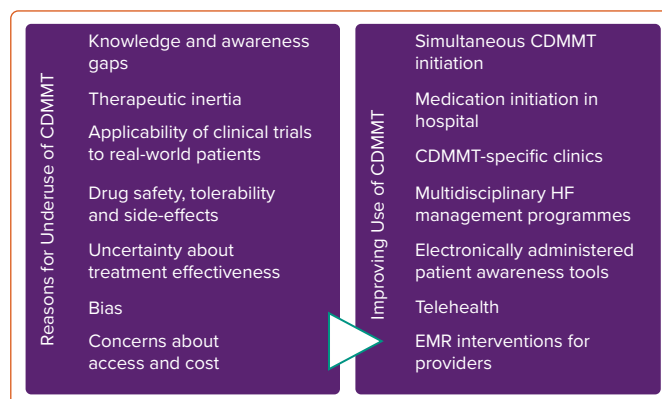 Reasons for Underuse of CDMMT
Knowledge and awareness
gaps
Therapeutic inertia
Applicability of clinical trials
to real-world patients
Drug safety, tolerability
and side-effects
Uncertainty about
treatment effectiveness
Bias
Concerns about
access and cost
Improving Use of CDMMT
Simultaneous CDMMT
initiation
Medication initiation in
hospital
CDMMT-specific clinics
Multidisciplinary HF
management programmes
Electronically administered
patient awareness tools
Telehealth
EMR interventions for
providers